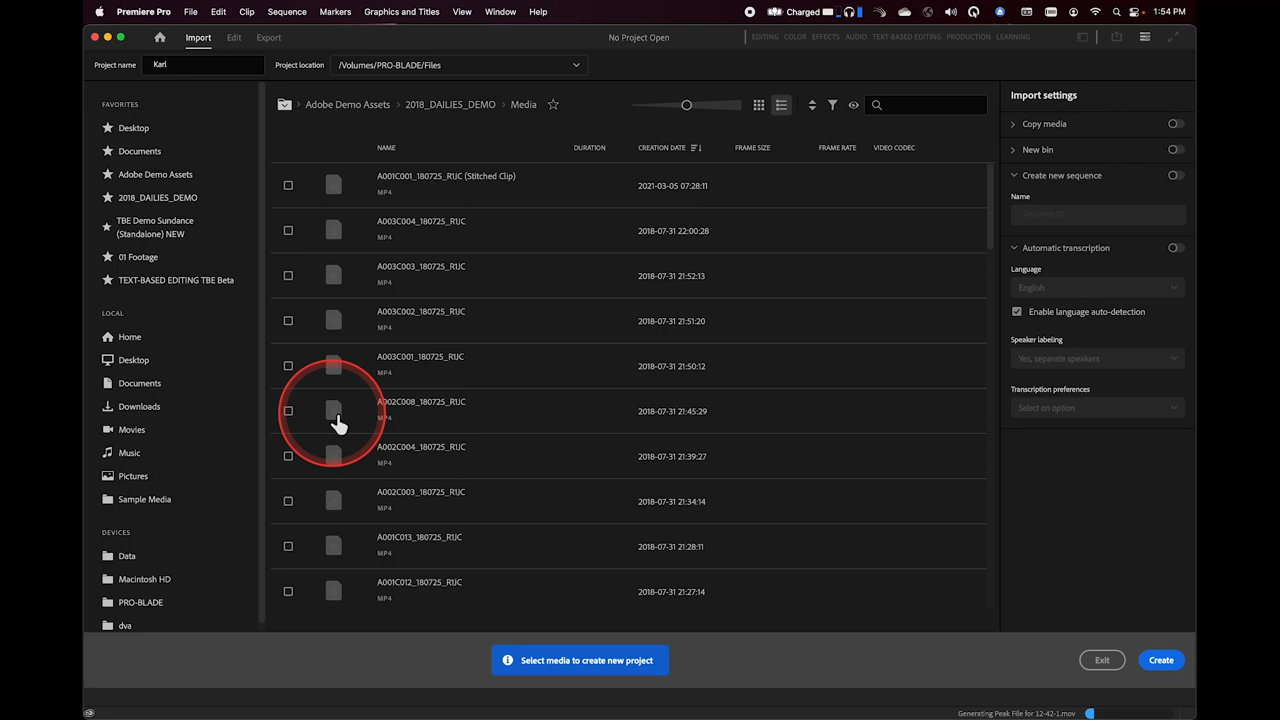 Premiere Pro File Edit Clip Sequence Markers Graphics and Titles View Window Help Charged 1:54 PM
Import Edit Export No Project Open EDITING COLOR EFFECTS AUDIO TEXT-BASED EDITING PRODUCTION LEARNING
Project name Karl Project location /Volumes/PRO-BLADE/Files
FAVORITES
Desktop
Documents
Adobe Demo Assets
2018_DAILIES_DEMO
TBE Demo Sundance
(Standalone) NEW
01 Footage
TEXT-BASED EDITING TBE Beta
LOCAL
Home
Desktop
Documents
Downloads
Movies
Music
Pictures
Sample Media
DEVICES
Data
Macintosh HD
PRO-BLADE
dva
Adobe Demo Assets > 2018_DAILIES_DEMO > Media
NAME DURATION CREATION DATE FRAME SIZE FRAME RATE VIDEO CODEC
A001C001_180725_R1JC (Stitched Clip) 2021-03-05 07:28:11
MP4
A003C004_180725_R1JC 2018-07-31 22:00:28
MP4
A003C003_180725_R1JC 2018-07-31 21:52:13
MP4
A003C002_180725_R1JC 2018-07-31 21:51:20
MP4
A003C001_180725_R1JC 2018-07-31 21:50:12
MP4
A002C008_180725_R1JC 2018-07-31 21:45:29
MP4
A002C004_180725_R1JC 2018-07-31 21:39:27
MP4
A002C003_180725_R1JC 2018-07-31 21:34:14
MP4
A001C013_180725_R1JC 2018-07-31 21:28:11
MP4
A001C012_180725_R1JC 2018-07-31 21:27:14
MP4
Import settings
Copy media
New bin
Create new sequence
Name
Automatic transcription
Language
English
Enable language auto-detection
Speaker labeling
Yes, separate speakers
Transcription preferences
Select an option
Select media to create new project
Exit Create
Generating Peak File for 12-42-1.mov